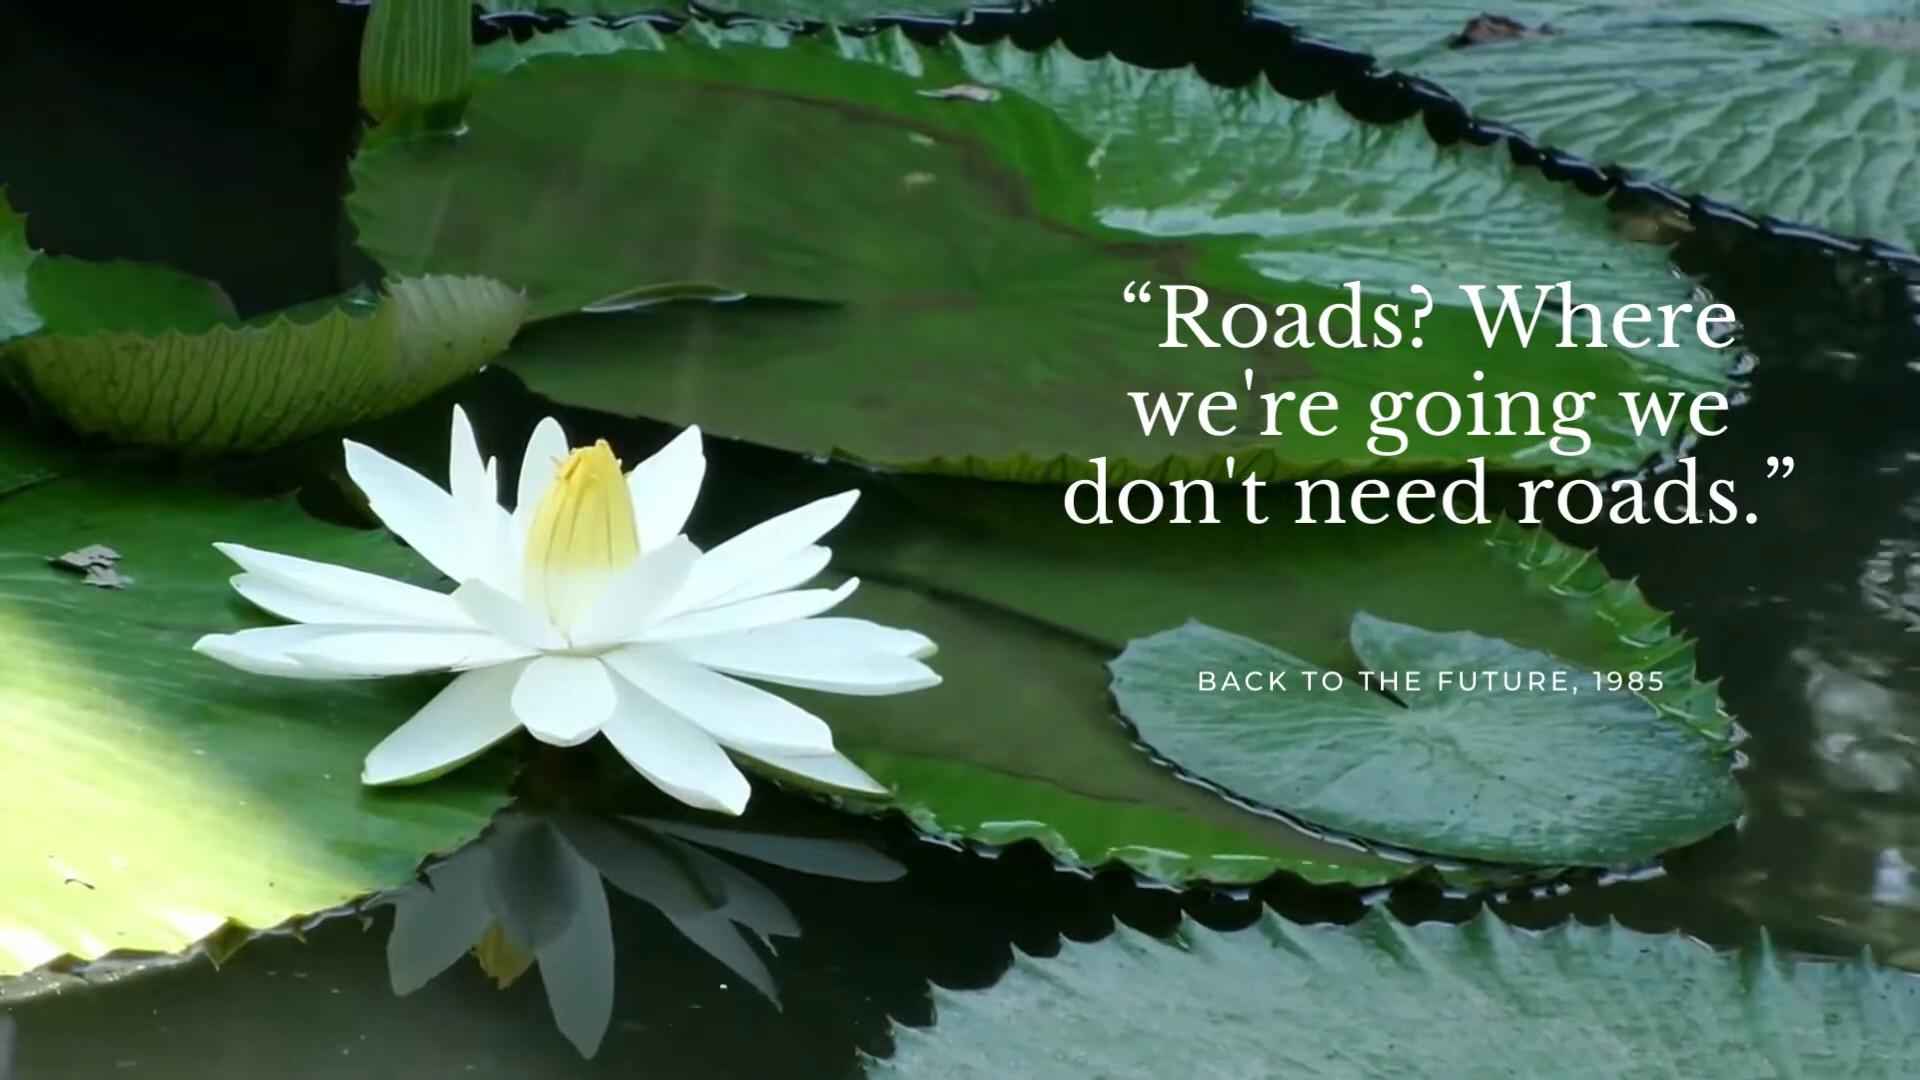 “Roads? Where
we're going we
don't need roads.”
BACK TO THE FUTURE, 1985